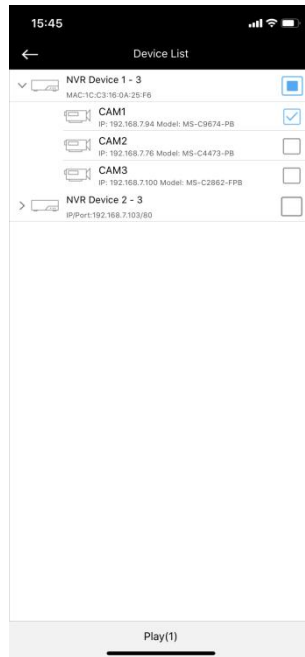 15:45
Device List
NVR Device 1 - 3
MAC:1C:C3:16:0A:25:F6
CAM1
IP: 192.168.7.94 Model: MS-C9674-PB
CAM2
IP: 192.168.7.76 Model: MS-C4473-PB
CAM3
IP: 192.168.7.100 Model: MS-C2862-FPB
NVR Device 2 - 3
IP/Port:192.168.7.103/80
Play(1)